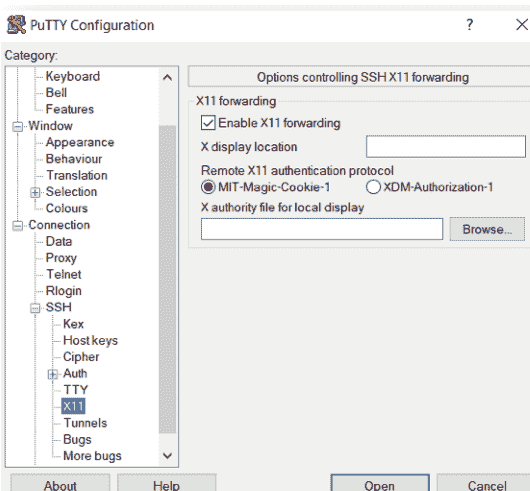 PuTTY Configuration
?
Category:
Keyboard
Bell
Features
Window
Appearance
Behaviour
Translation
Selection
Colours
Connection
Data
Proxy
Telnet
Rlogin
SSH
Kex
Host keys
Cipher
Auth
TTY
X11
Tunnels
Bugs
More bugs
Options controlling SSH X11 forwarding
X11 forwarding
Enable X11 forwarding
X display location
Remote X11 authentication protocol
MIT-Magic-Cookie-1 XDM-Authorization-1
X authority file for local display
Browse...
About Help Open Cancel